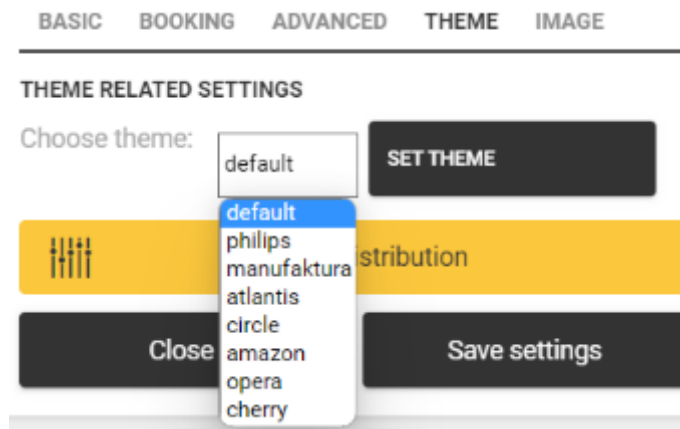 BASIC BOOKING ADVANCED THEME IMAGE
THEME RELATED SETTINGS
Choose theme: default SET THEME
default
philips
manufaktura
atlantis
circle
amazon
opera
cherry
stribution
Close Save settings